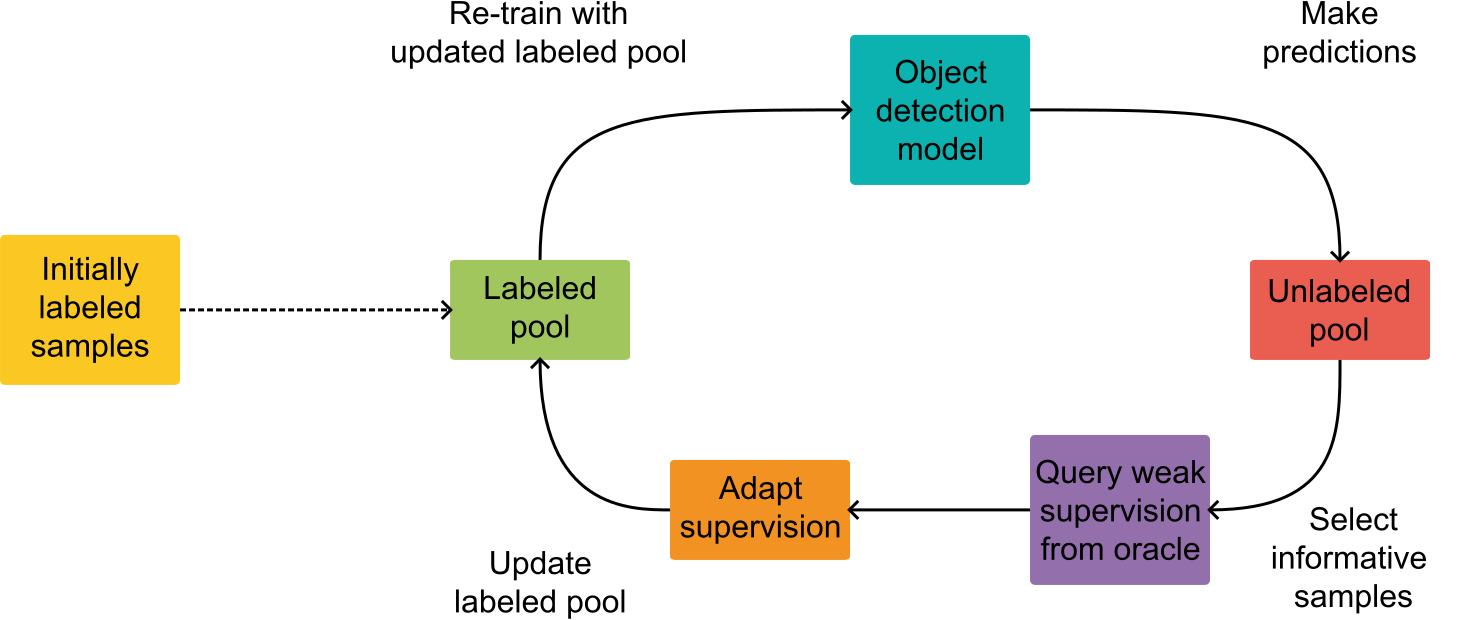 Re-train with
updated labeled pool
Make
predictions
Object
detection
model
Initially
labeled
samples
Labeled
pool
Unlabeled
pool
Adapt
supervision
Query weak
supervision
from oracle
Select
informative
samples
Update
labeled pool